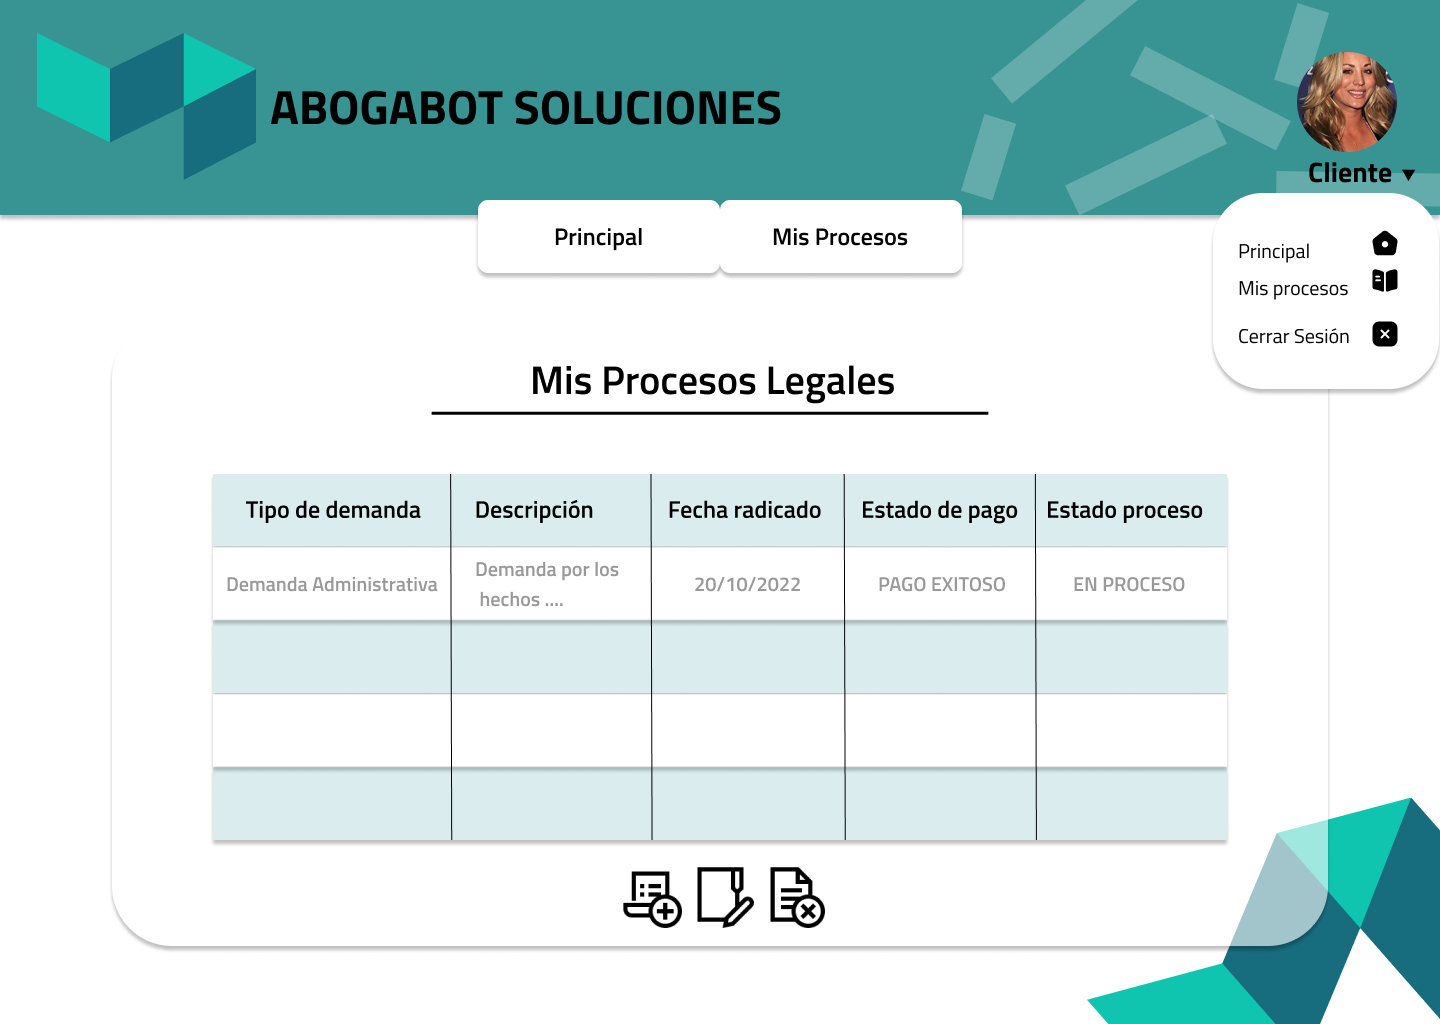 ABOGABOT SOLUCIONES
Cliente
Principal
Mis Procesos
Principal
Mis procesos
Cerrar Sesión
Mis Procesos Legales
Tipo de demanda
Descripción
Fecha radicado
Estado de pago
Estado proceso
Demanda Administrativa
Demanda por los
hechos ....
20/10/2022
PAGO EXITOSO
EN PROCESO